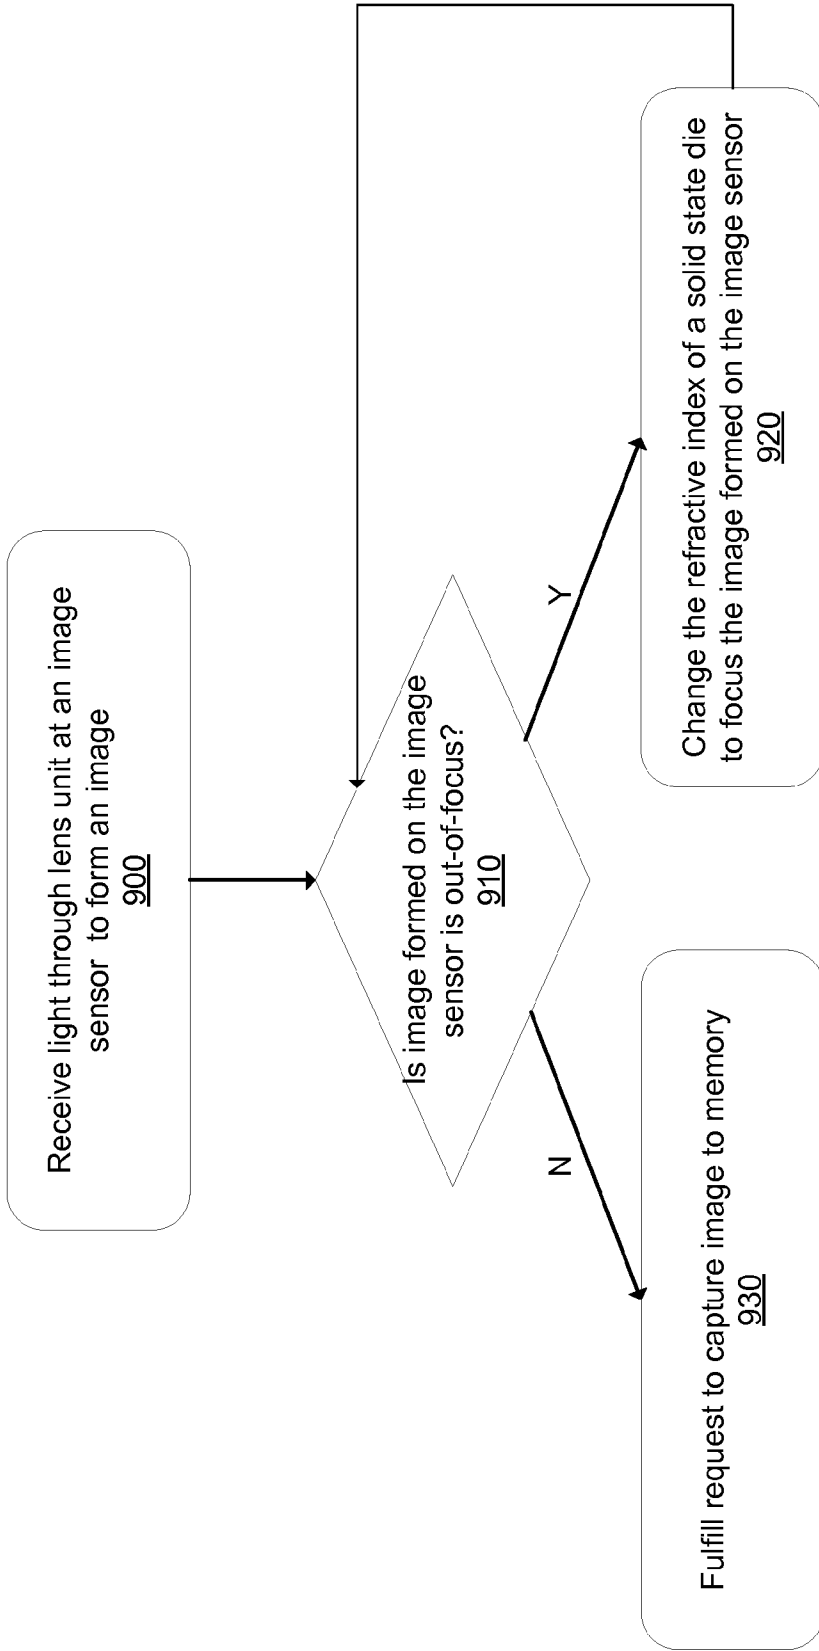 Receive light through lens unit at an image
sensor to form an image
900
Is image formed on the image
sensor is out-of-focus?
910
N
Y
Fulfill request to capture image to memory
930
Change the refractive index of a solid state die
to focus the image formed on the image sensor
920